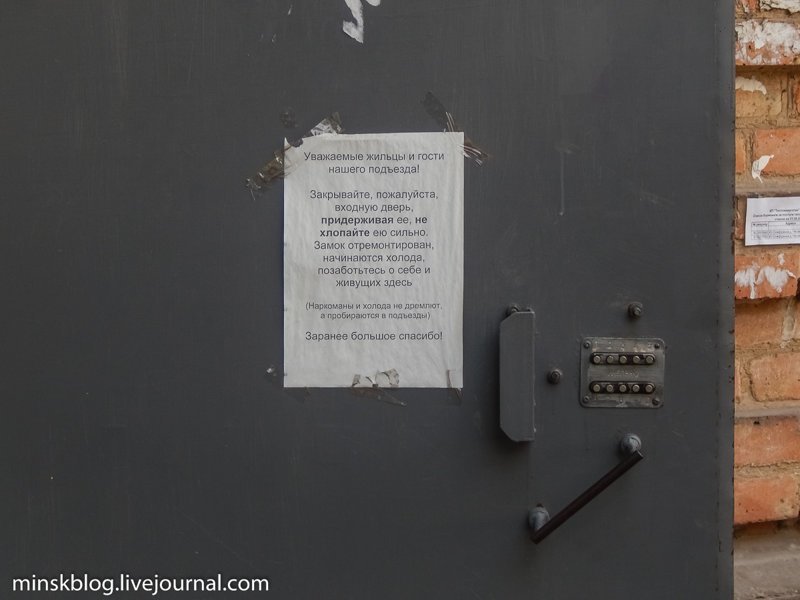 Уважаемые жильцы и гости
нашего подъезда!
Закрывайте, пожалуйста,
входную дверь,
придерживая ее, не
хлопайте ею сильно.
Замок отремонтирован,
начинаются холода,
позаботьтесь о себе и
живущих здесь
(Наркоманы и холода не дремлют,
а пробираются в подъезды)
Заранее большое спасибо!
minskblog.livejournal.com